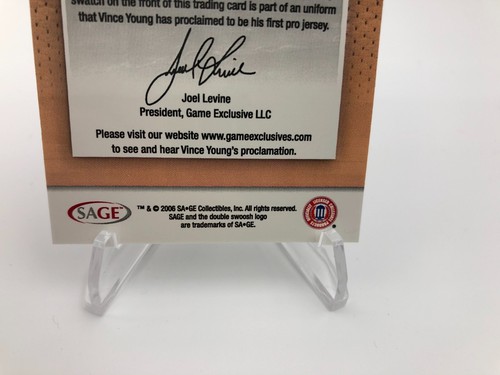 swatch on the front of this trading card is part of an uniform
that Vince Young has proclaimed to be his first pro jersey.
Joel Levine
President, Game Exclusive LLC
Please visit our website www.gameexclusives.com
to see and hear Vince Young's proclamation.
SAGE
™ & © 2006 SA•GE Collectibles, Inc. All rights reserved.
SAGE and the double swoosh logo
are trademarks of SA•GE.